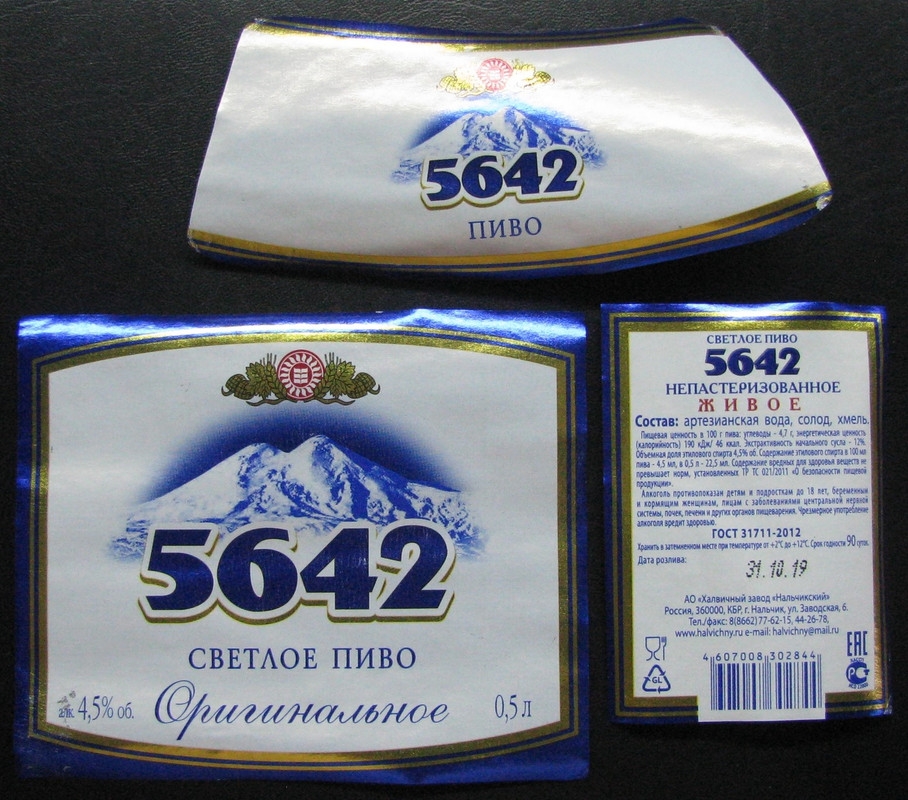 5642
ПИВО
5642
СВЕТЛОЕ ПИВО
алк 4,5% об. Оригинальное 0,5 л
СВЕТЛОЕ ПИВО
5642
НЕПАСТЕРИЗОВАННОЕ
ЖИВОЕ
Состав: артезианская вода, солод, хмель.
Пищевая ценность в 100 г пива: углеводы - 4,7 г, энергетическая ценность
(калорийность) 190 кДж/ 46 ккал. Экстрактивность начального сусла - 12%.
Объемная доля этилового спирта 4,5% об. Содержание этилового спирта в 100 мл
пива - 4,5 мл, в 0,5 л - 22,5 мл. Содержание вредных для здоровья веществ не
превышает норм, установленных ТР ТС 021/2011 «О безопасности пищевой
продукции».
Алкоголь противопоказан детям и подросткам до 18 лет, беременным
и кормящим женщинам, лицам с заболеваниями центральной нервной
системы, почек, печени и других органов пищеварения. Чрезмерное употребление
алкоголя вредит здоровью.
ГОСТ 31711-2012
Хранить в затемненном месте при температуре от +2°С до +12°С. Срок годности 90 суток.
Дата розлива:
31.10.19
АО «Халвичный завод «Нальчикский»
Россия, 360000, КБР, г. Нальчик, ул. Заводская, 6.
Тел./факс: 8(8662)77-62-15, 44-26-78,
www.halvichny.ru e-mail: halvichny@mail.ru
4 607008 302844
EAC
GL